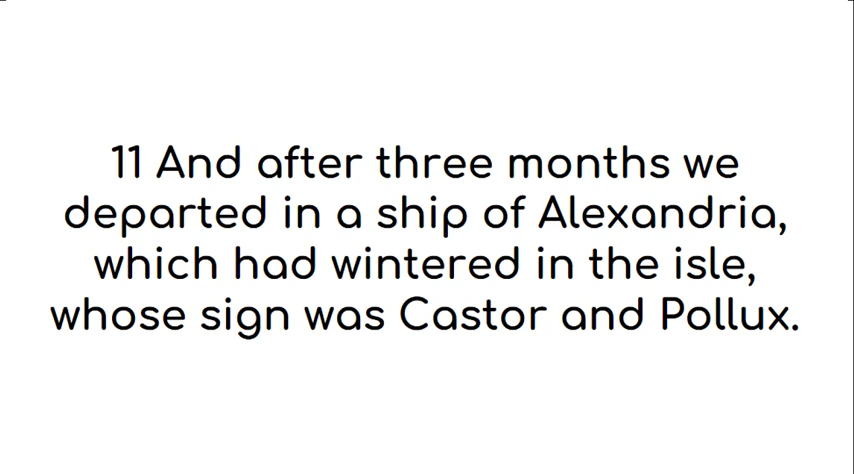 11 And after three months we
departed in a ship of Alexandria,
which had wintered in the isle,
whose sign was Castor and Pollux.